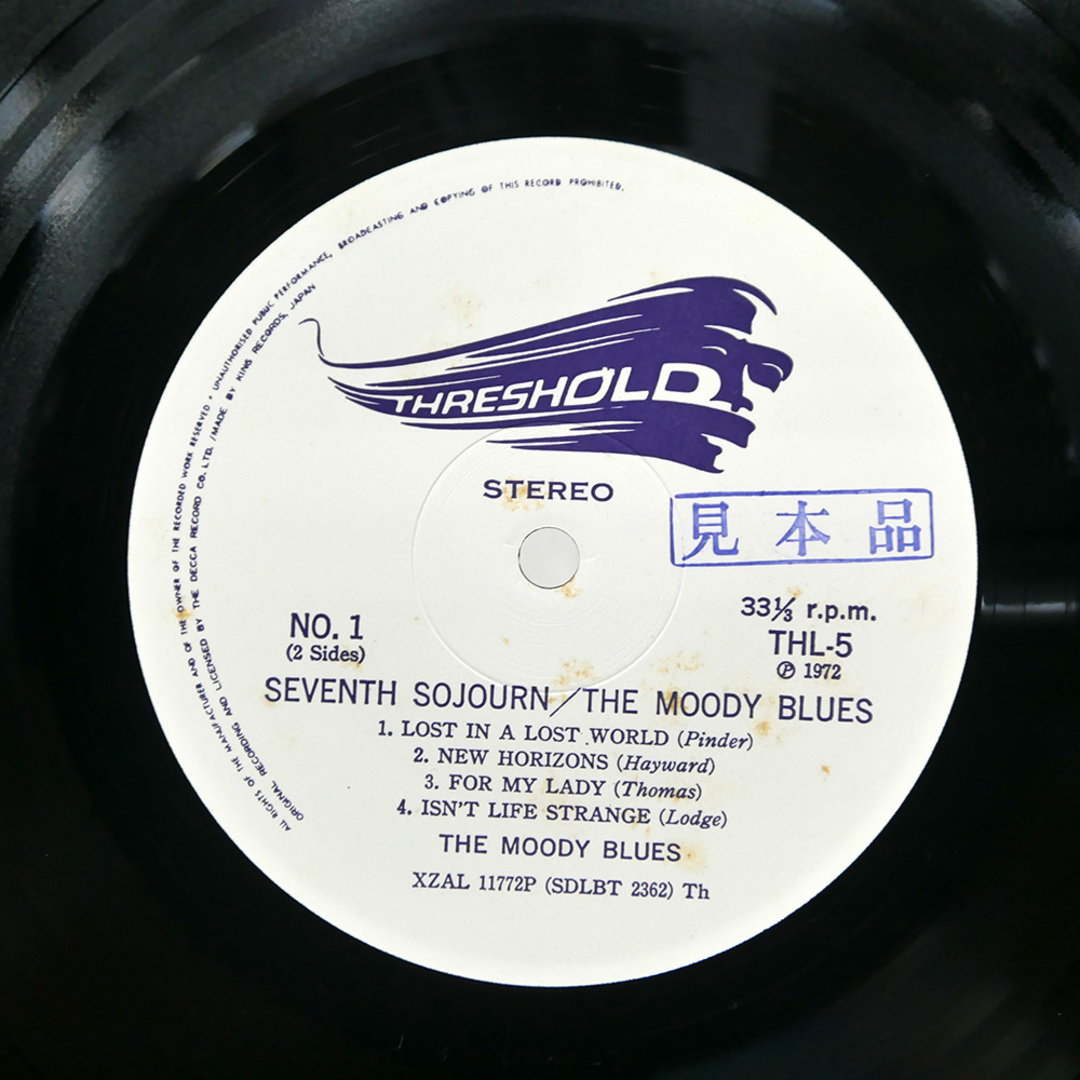 ALL RIGHTS OF THE MANUFACTURER AND OF THE OWNER OF THE RECORDED WORK RESERVED • UNAUTHORISED PUBLIC PERFORMANCE, BROADCASTING AND COPYING OF THIS RECORD PROHIBITED.
ORIGINAL RECORDING AND LICENSED BY THE DECCA RECORD CO. LTD. /MADE BY KING RECORDS, JAPAN
THRESHOLD
STEREO
見本品
33⅓ r.p.m.
NO. 1
THL-5
(2 Sides)
℗ 1972
SEVENTH SOJOURN/THE MOODY BLUES
1. LOST IN A LOST WORLD (Pinder)
2. NEW HORIZONS (Hayward)
3. FOR MY LADY (Thomas)
4. ISN'T LIFE STRANGE (Lodge)
THE MOODY BLUES
XZAL 11772P (SDLBT 2362) Th